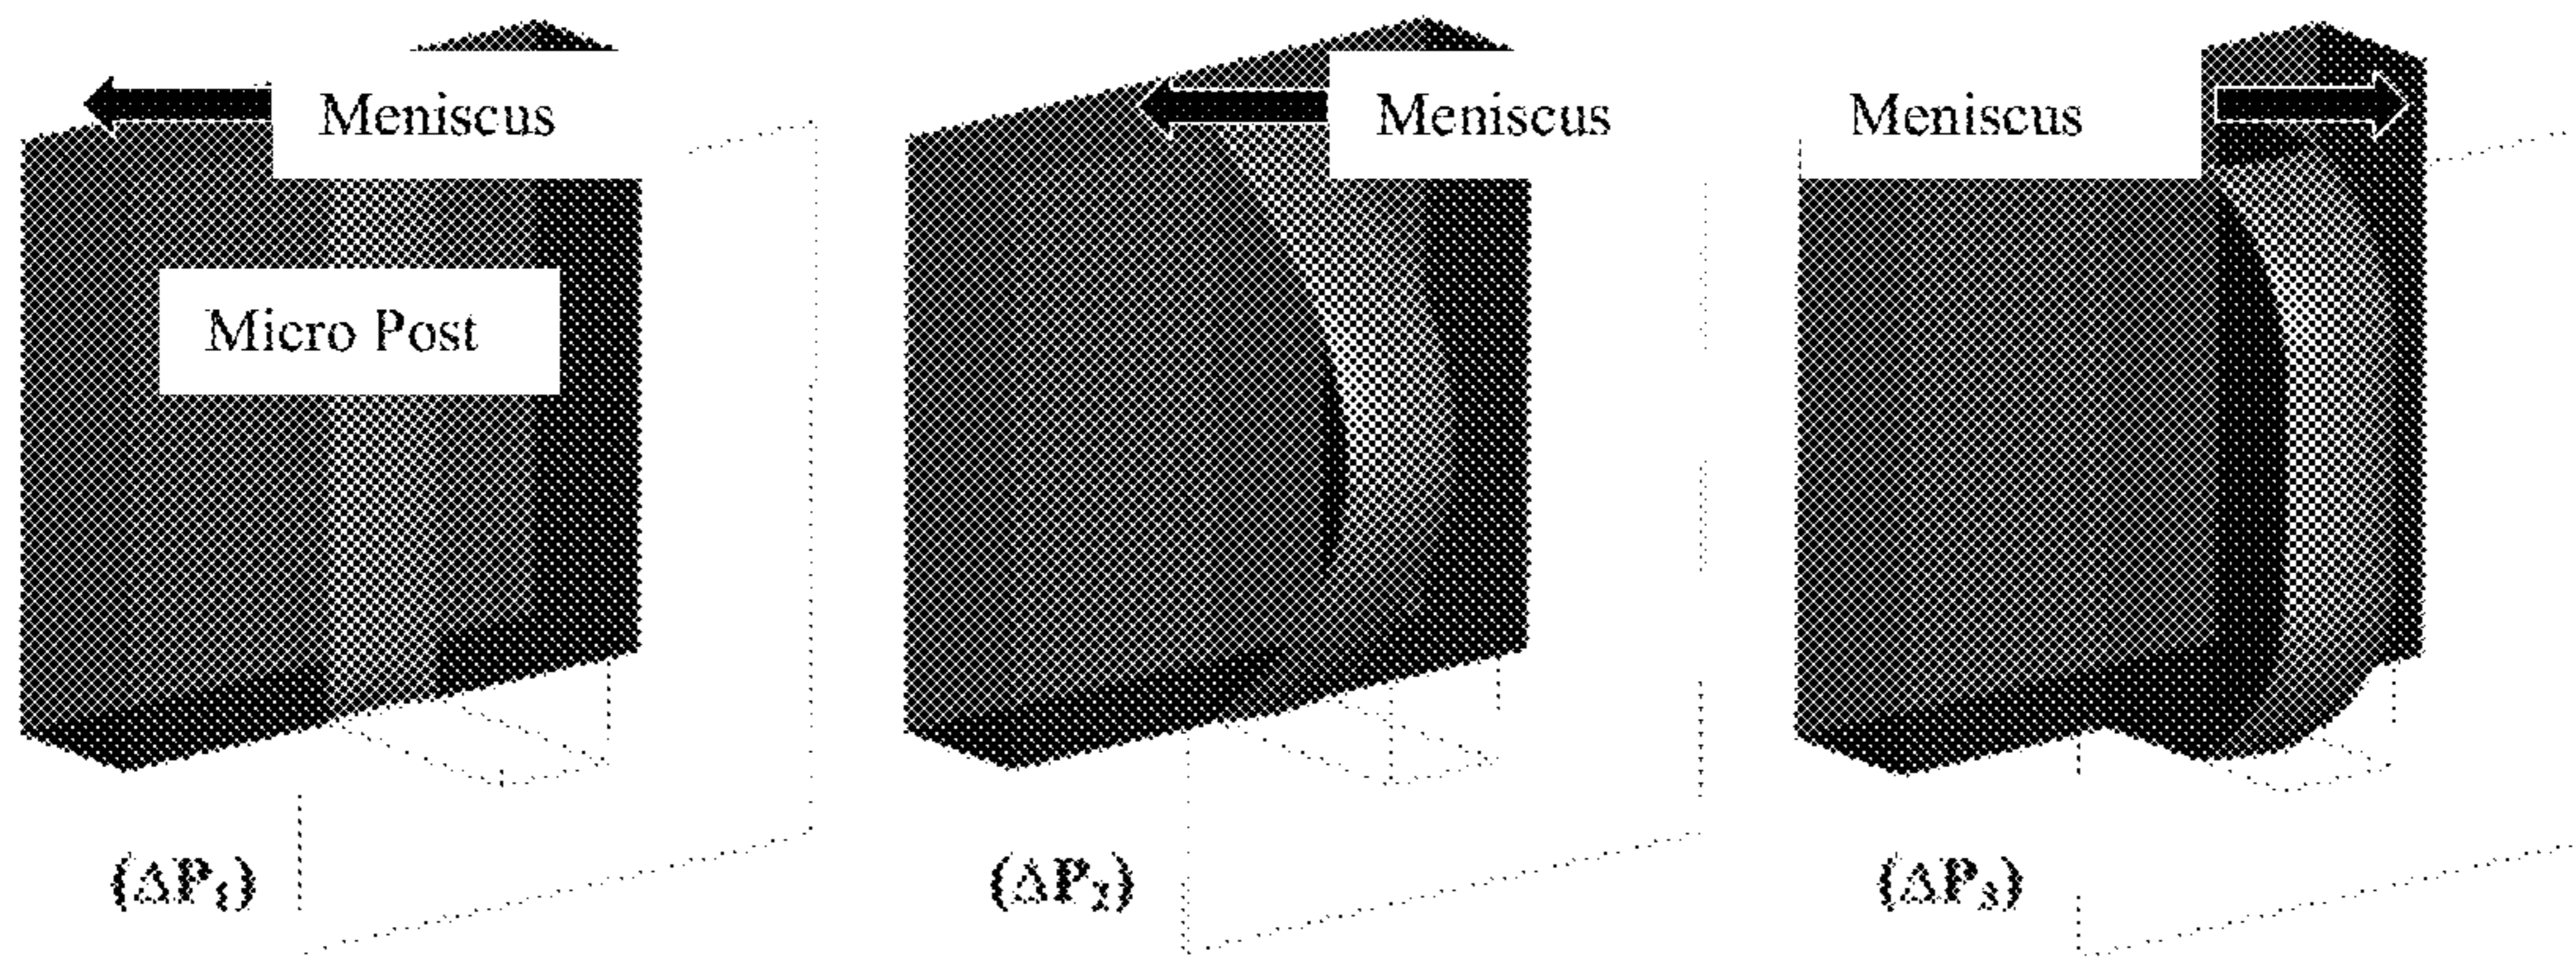 Meniscus
Meniscus
Meniscus
Micro Post
(ΔP₁)
(ΔP₂)
(ΔP₃)